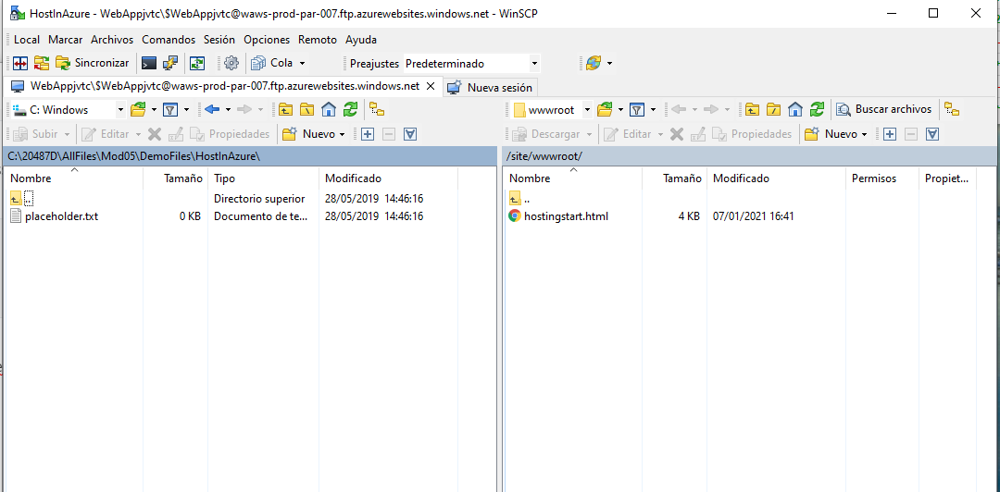 HostInAzure - WebAppjvtc\$WebAppjvtc@waws-prod-par-007.ftp.azurewebsites.windows.net - WinSCP
Local Marcar Archivos Comandos Sesión Opciones Remoto Ayuda
Sincronizar Cola Preajustes Predeterminado
WebAppjvtc\$WebAppjvtc@waws-prod-par-007.ftp.azurewebsites.windows.net Nueva sesión
C: Windows wwwroot Buscar archivos
Subir Editar Propiedades Nuevo Descargar Editar Propiedades Nuevo
C:\20487D\AllFiles\Mod05\DemoFiles\HostInAzure\ /site/wwwroot/
Nombre Tamaño Tipo Modificado Nombre Tamaño Modificado Permisos Propiet...
.. Directorio superior 28/05/2019 14:46:16 ..
placeholder.txt 0 KB Documento de te... 28/05/2019 14:46:16 hostingstart.html 4 KB 07/01/2021 16:41